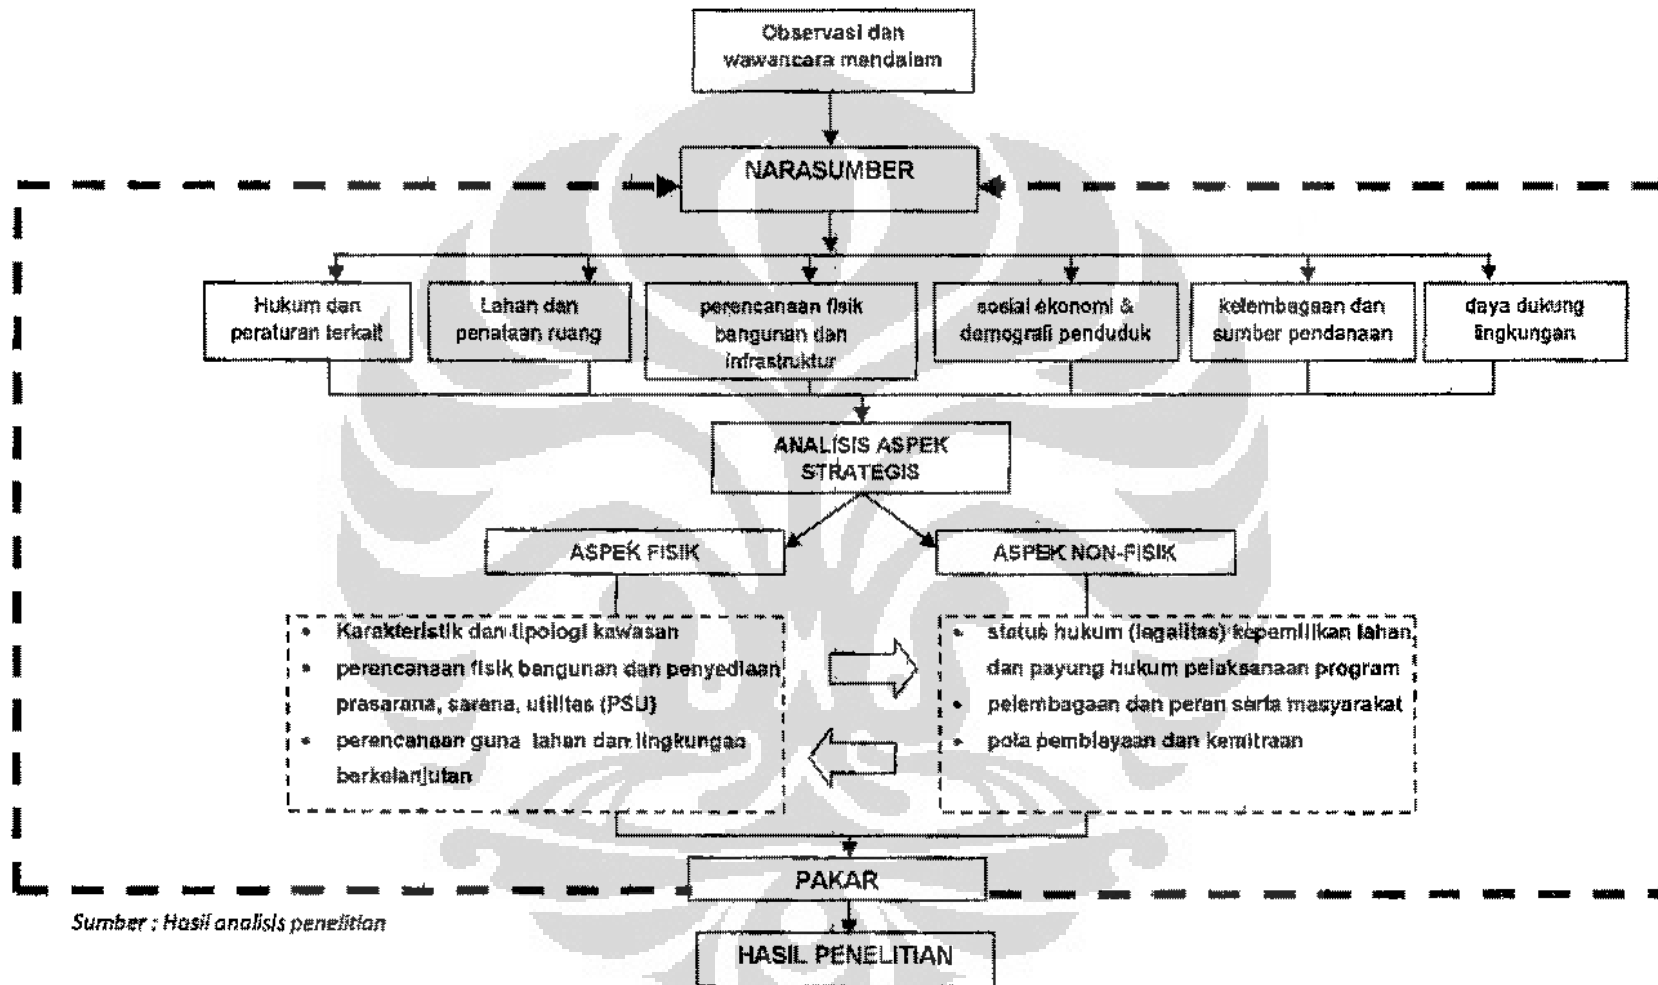 Observasi dan
wawancara mendalam
NARASUMBER
Hukum dan
peraturan terkait
Lahan dan
penataan ruang
perencanaan fisik
bangunan dan
infrastruktur
sosial ekonomi &
demografi penduduk
kelembagaan dan
sumber pendanaan
daya dukung
lingkungan
ANALISIS ASPEK
STRATEGIS
ASPEK FISIK
ASPEK NON-FISIK
• Karakteristik dan tipologi kawasan
• perencanaan fisik bangunan dan penyediaan
prasarana, sarana, utilitas (PSU)
• perencanaan guna lahan dan lingkungan
berkelanjutan
• status hukum (legalitas) kepemilikan lahan
dan payung hukum pelaksanaan program
• pelembagaan dan peran serta masyarakat
• pola pembiayaan dan kemitraan
PAKAR
Sumber : Hasil analisis penelitian
HASIL PENELITIAN